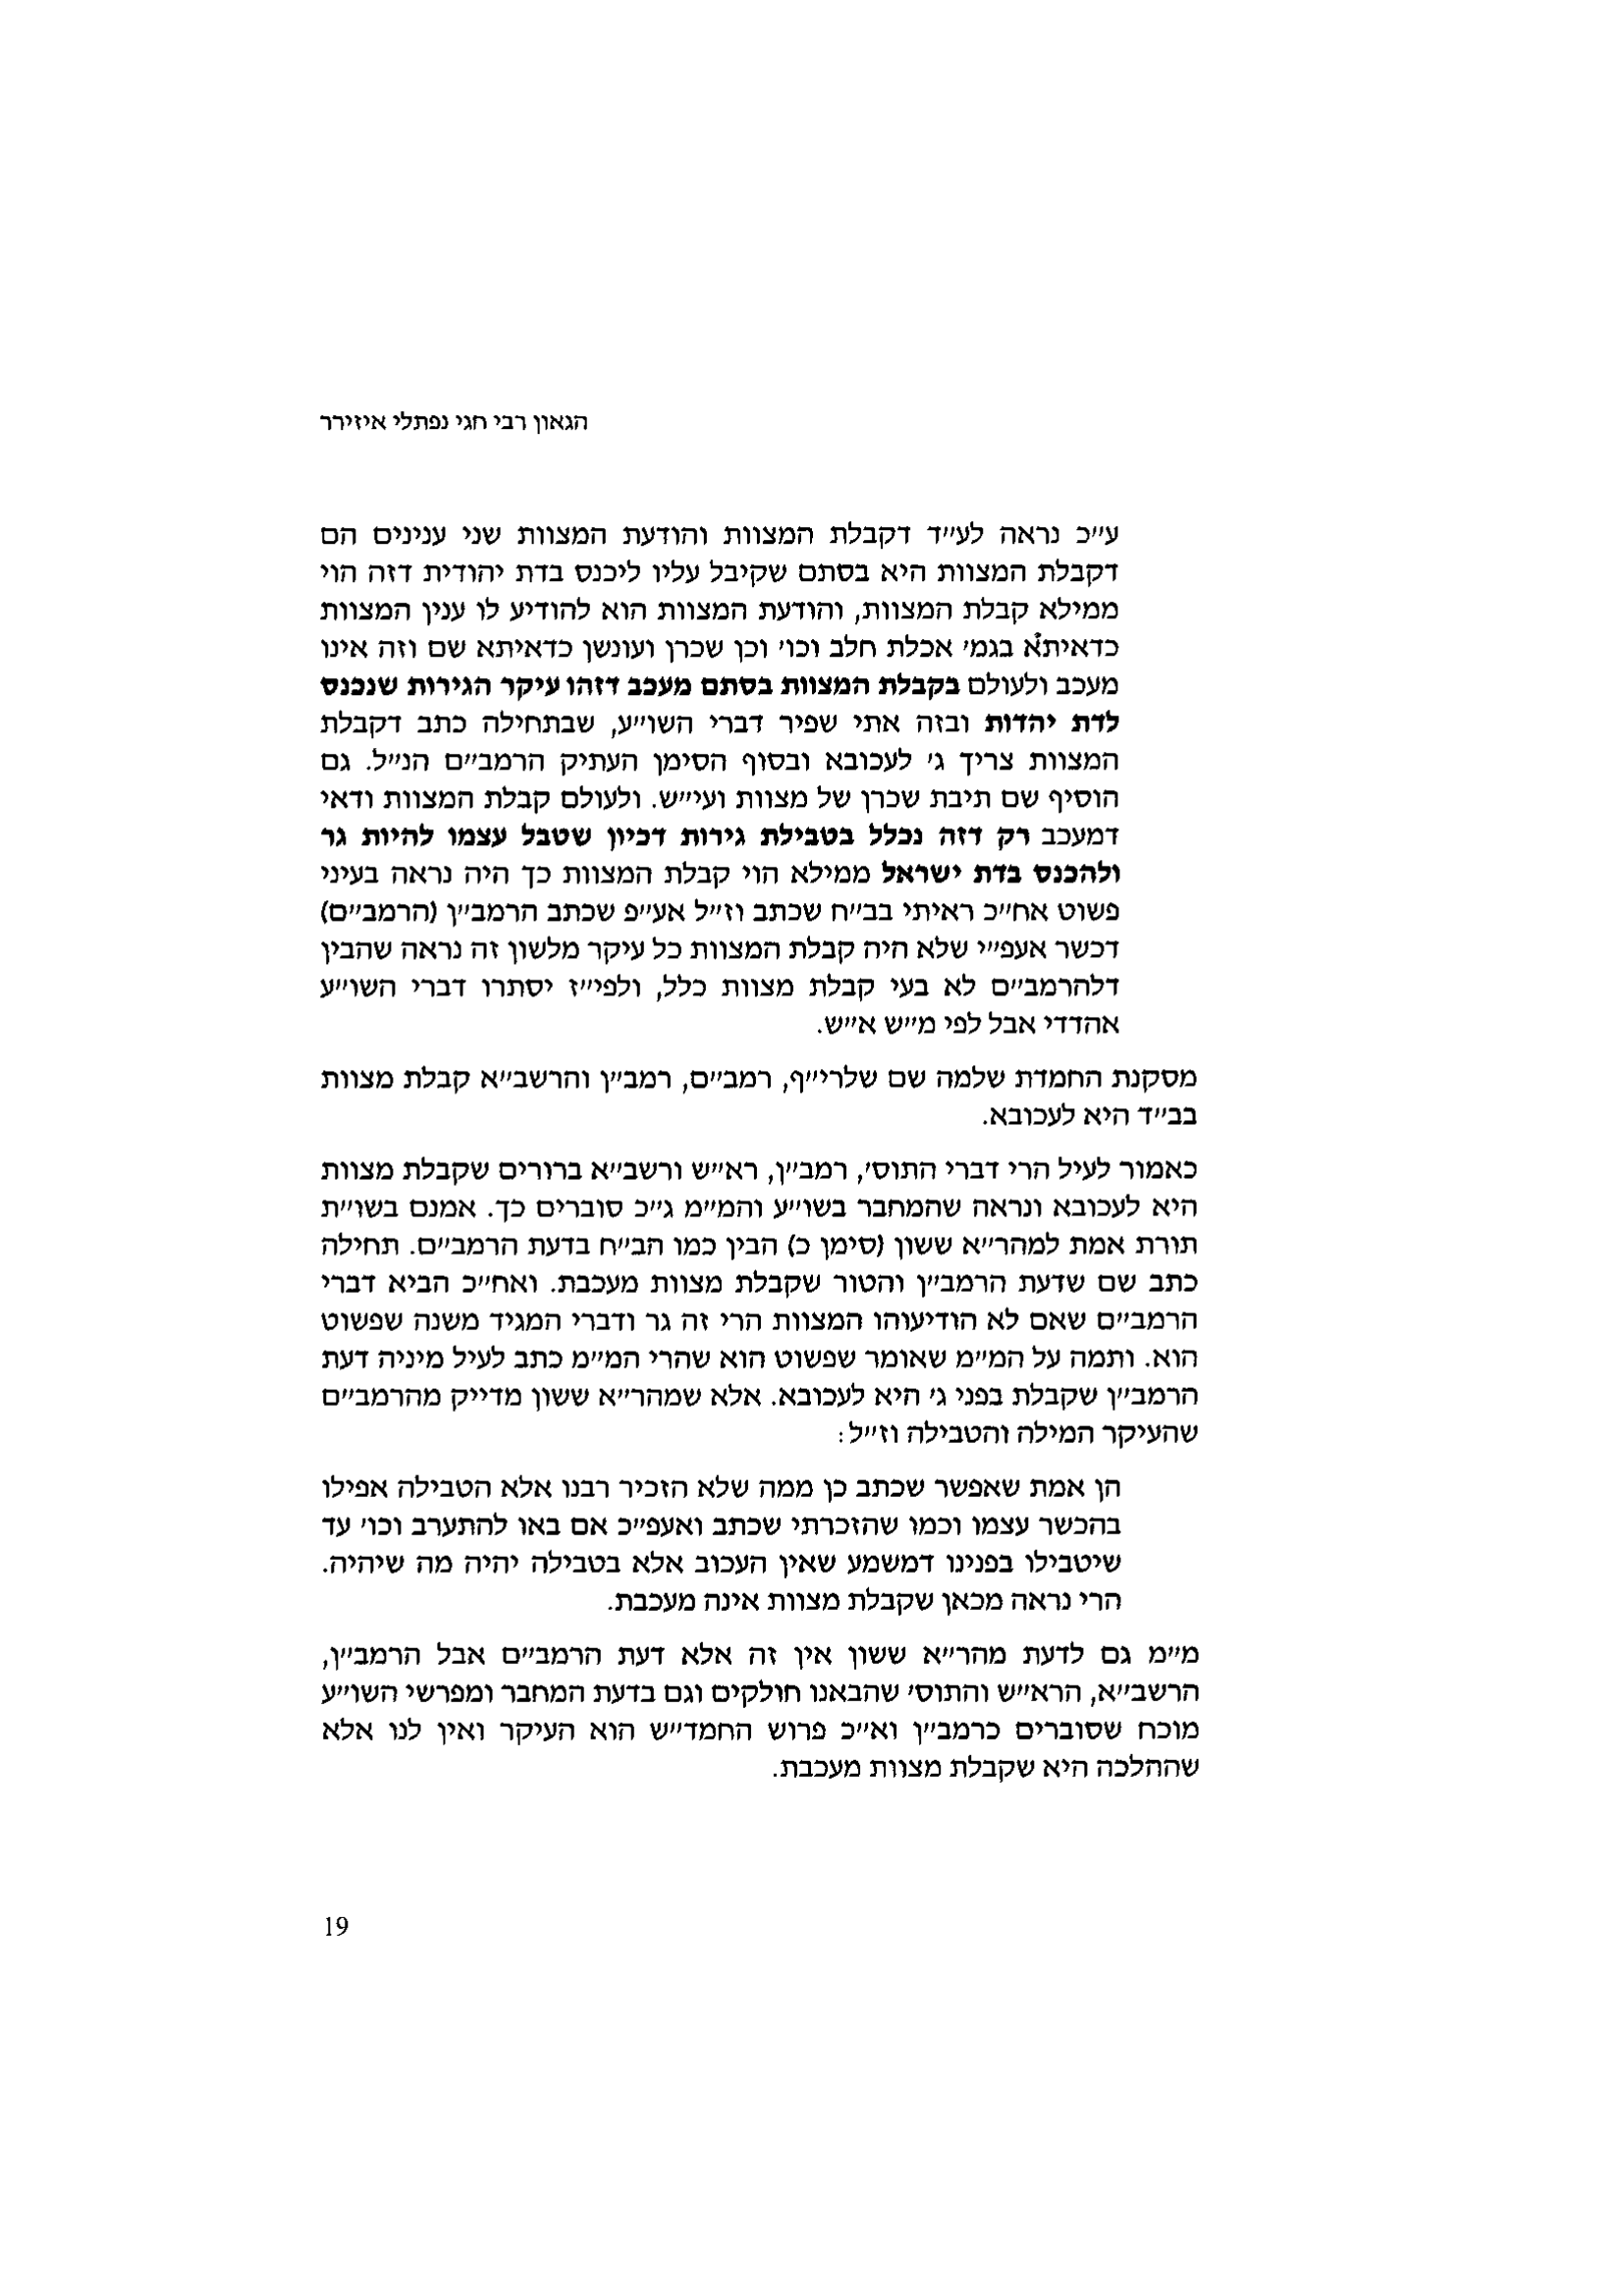 הגאון רבי חגי נפתלי איזירר
ע״כ נראה לע״ד דקבלת המצוות והודעת המצוות שני ענינים הם
דקבלת המצוות היא בסתם שקיבל עליו ליכנס בדת יהודית דזה הוי
ממילא קבלת המצוות, והודעת המצוות הוא להודיע לו ענין המצוות
כדאיתא בגמ׳ אכלת חלב וכו׳ וכן שכרן ועונשן כדאיתא שם וזה אינו
מעכב ולעולם בקבלת המצוות בסתם מעכב דזהו עיקר הגירות שנכנס
לדת יהדות ובזה אתי שפיר דברי השו״ע, שבתחילה כתב דקבלת
המצוות צריך ג׳ לעכובא ובסוף הסימן העתיק הרמב״ם הנ״ל. גם
הוסיף שם תיבת שכרן של מצוות ועי״ש. ולעולם קבלת המצוות ודאי
דמעכב רק דזה נכלל בטבילת גירות דכיון שטבל עצמו להיות גר
ולהכנס בדת ישראל ממילא הוי קבלת המצוות כך היה נראה בעיני
פשוט אח״כ ראיתי בב״ח שכתב וז״ל אע״פ שכתב הרמב״ן (הרמב״ם)
דכשר אעפ״י שלא היה קבלת המצוות כל עיקר מלשון זה נראה שהבין
דלהרמב״ם לא בעי קבלת מצוות כלל, ולפי״ז יסתרו דברי השו״ע
אהדדי אבל לפי מ״ש א״ש.
מסקנת החמדת שלמה שם שלרי״ף, רמב״ם, רמב״ן והרשב״א קבלת מצוות
בב״ד היא לעכובא.
כאמור לעיל הרי דברי התוס׳, רמב״ן, רא״ש ורשב״א ברורים שקבלת מצוות
היא לעכובא ונראה שהמחבר בשו״ע והמ״מ ג״כ סוברים כך. אמנם בשו״ת
תורת אמת למהר״א ששון (סימן כ) הבין כמו הב״ח בדעת הרמב״ם. תחילה
כתב שם שדעת הרמב״ן והטור שקבלת מצוות מעכבת. ואח״כ הביא דברי
הרמב״ם שאם לא הודיעוהו המצוות הרי זה גר ודברי המגיד משנה שפשוט
הוא. ותמה על המ״מ שאומר שפשוט הוא שהרי המ״מ כתב לעיל מיניה דעת
הרמב״ן שקבלת בפני ג׳ היא לעכובא. אלא שמהר״א ששון מדייק מהרמב״ם
שהעיקר המילה והטבילה וז״ל:
הן אמת שאפשר שכתב כן ממה שלא הזכיר רבנו אלא הטבילה אפילו
בהכשר עצמו וכמו שהזכרתי שכתב ואעפ״כ אם באו להתערב וכו׳ עד
שיטבילו בפנינו דמשמע שאין העכוב אלא בטבילה יהיה מה שיהיה.
הרי נראה מכאן שקבלת מצוות אינה מעכבת.
מ״מ גם לדעת מהר״א ששון אין זה אלא דעת הרמב״ם אבל הרמב״ן,
הרשב״א, הרא״ש והתוס׳ שהבאנו חולקים וגם בדעת המחבר ומפרשי השו״ע
מוכח שסוברים כרמב״ן וא״כ פרוש החמד״ש הוא העיקר ואין לנו אלא
שההלכה היא שקבלת מצוות מעכבת.
19